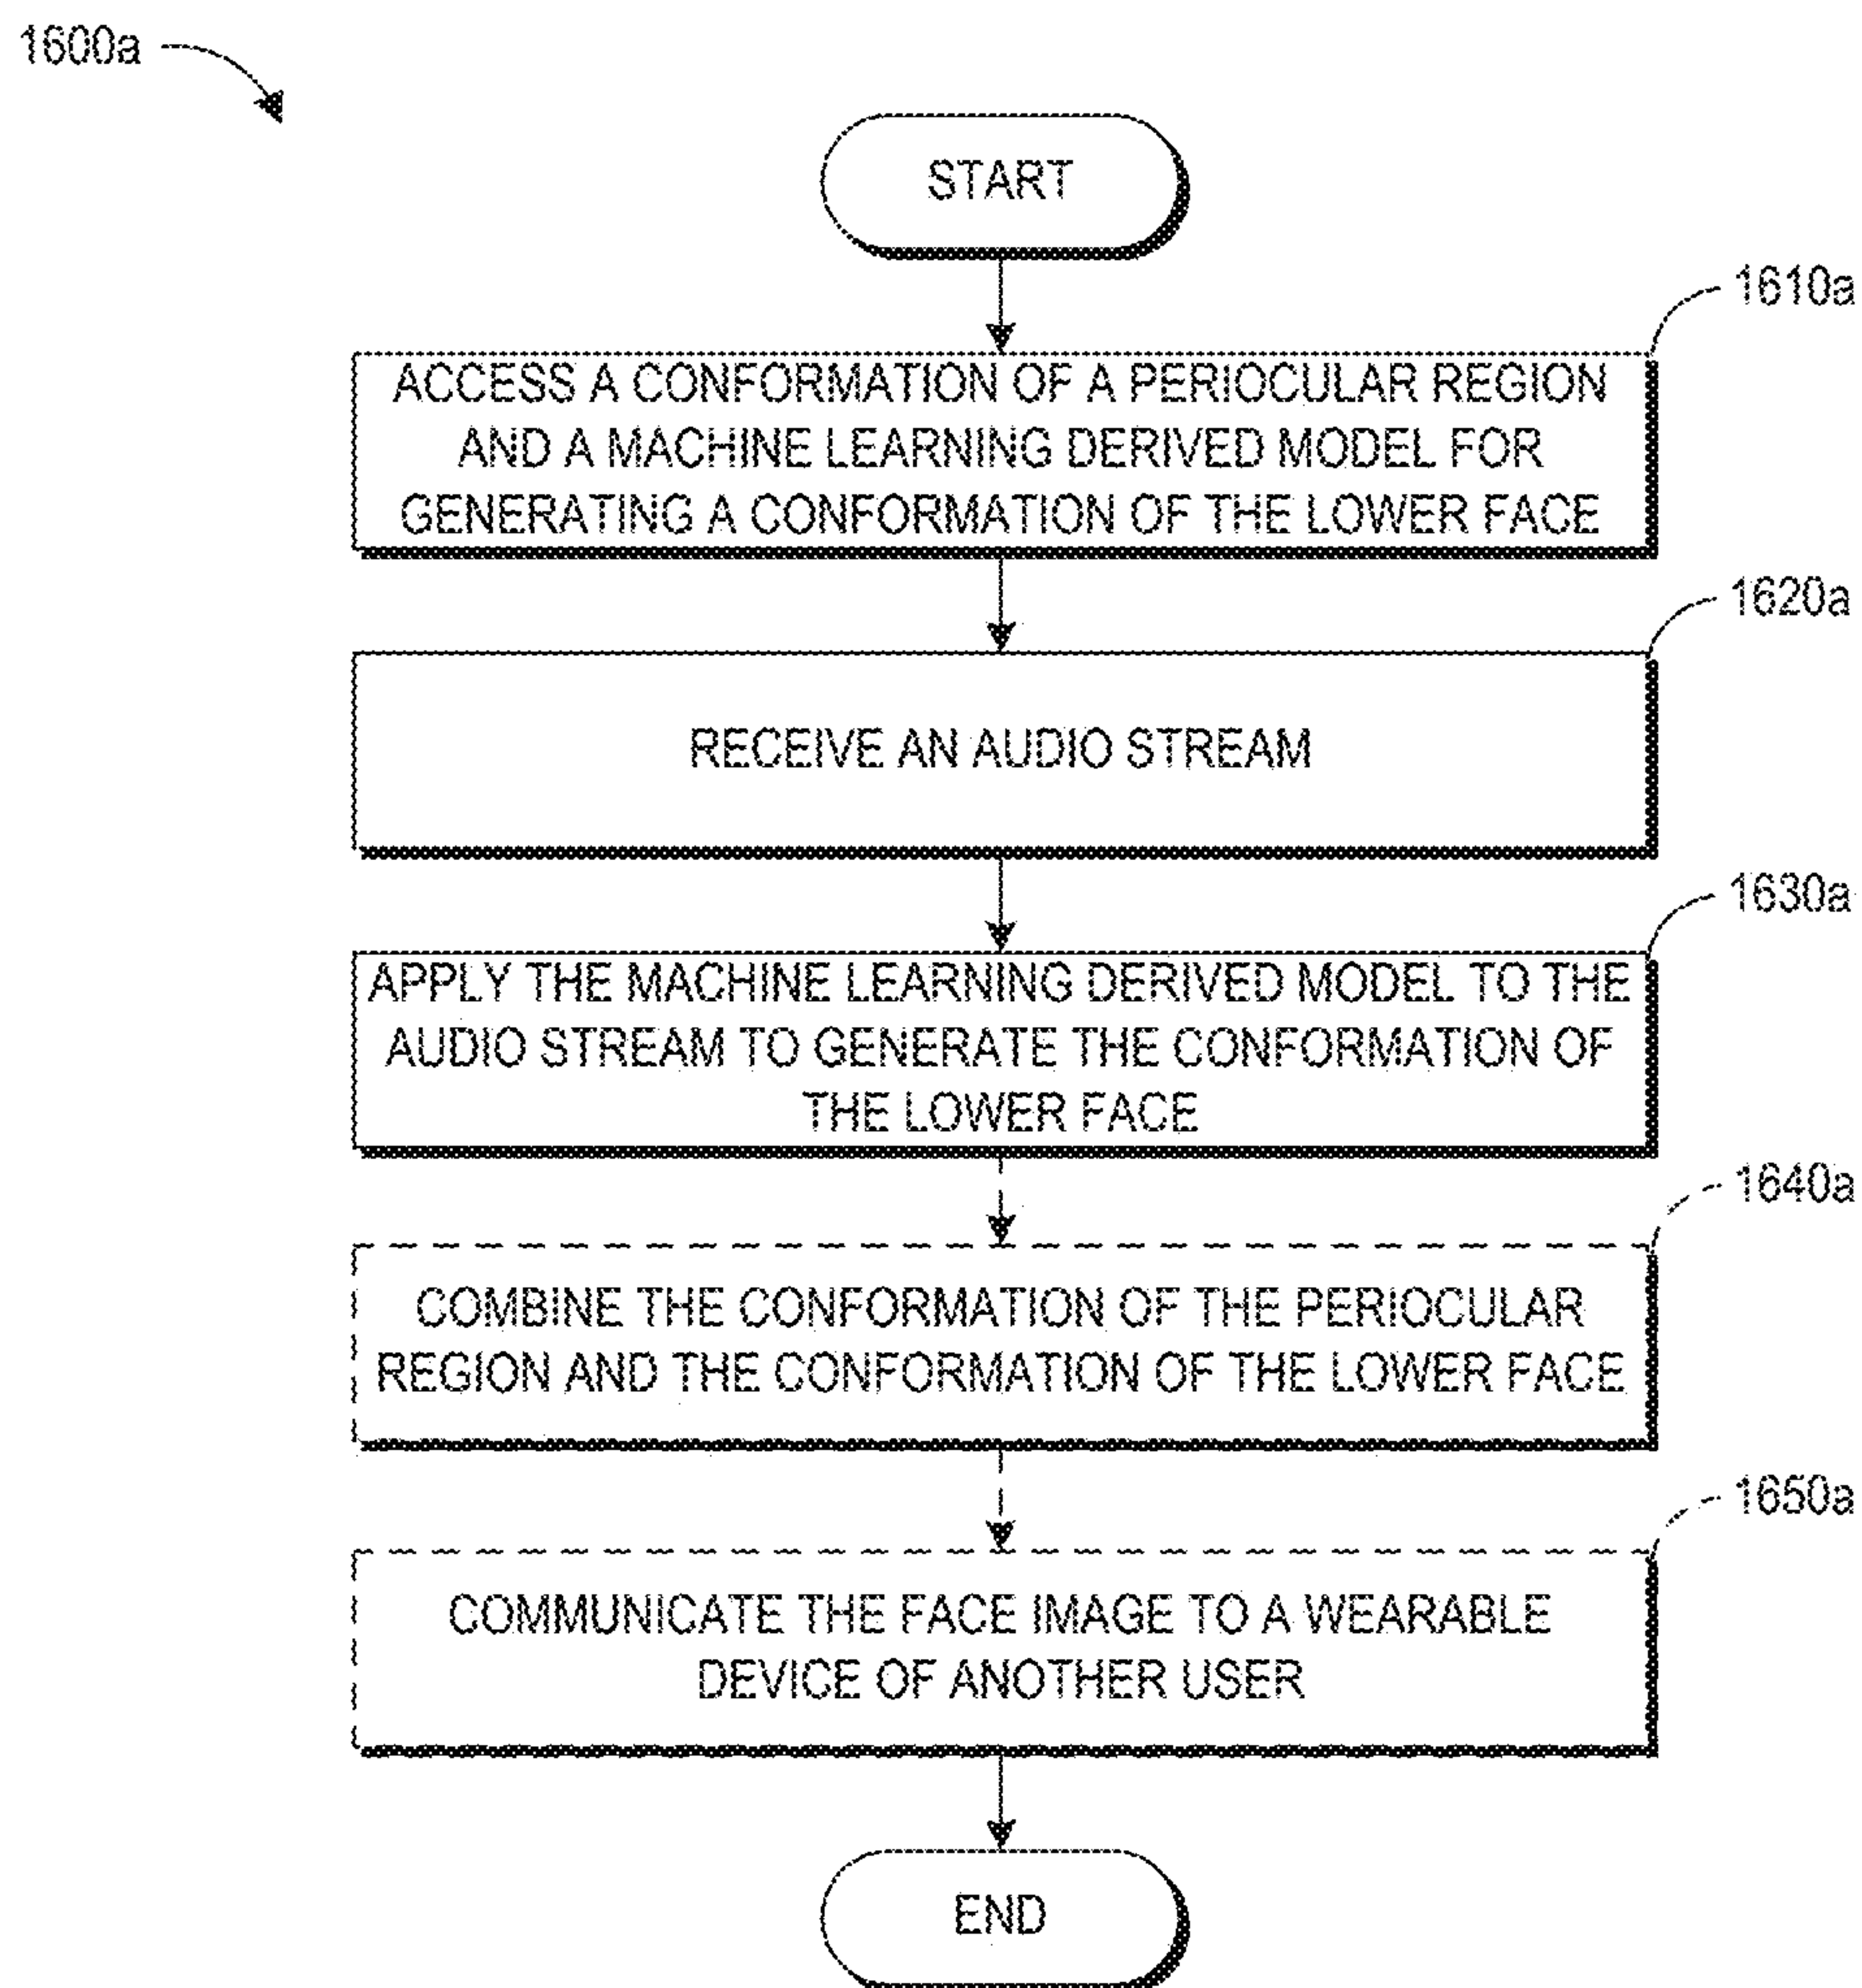 1600a
START
1610a
ACCESS A CONFORMATION OF A PERIOCULAR REGION
AND A MACHINE LEARNING DERIVED MODEL FOR
GENERATING A CONFORMATION OF THE LOWER FACE
1620a
RECEIVE AN AUDIO STREAM
1630a
APPLY THE MACHINE LEARNING DERIVED MODEL TO THE
AUDIO STREAM TO GENERATE THE CONFORMATION OF
THE LOWER FACE
1640a
COMBINE THE CONFORMATION OF THE PERIOCULAR
REGION AND THE CONFORMATION OF THE LOWER FACE
1650a
COMMUNICATE THE FACE IMAGE TO A WEARABLE
DEVICE OF ANOTHER USER
END